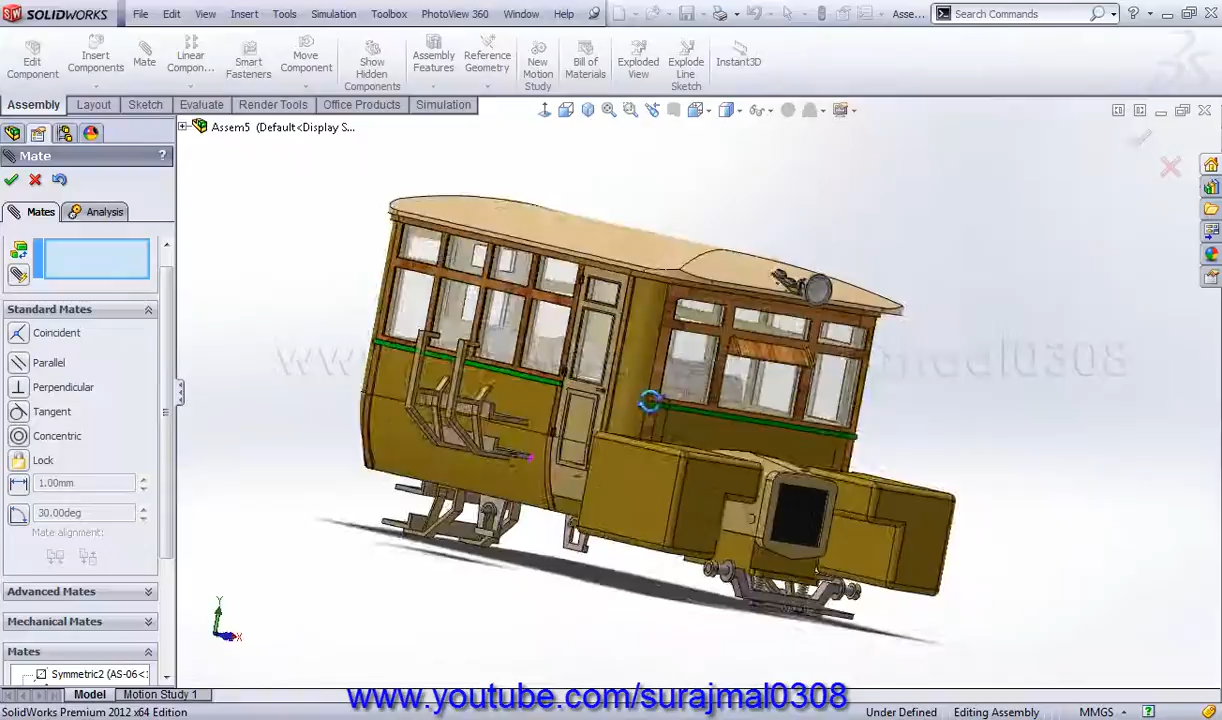 SOLIDWORKS File Edit View Insert Tools Simulation Toolbox PhotoView 360 Window Help Asse... Search Commands
Edit Component
Insert Components
Mate
Linear Compon...
Smart Fasteners
Move Component
Show Hidden Components
Assembly Features
Reference Geometry
New Motion Study
Bill of Materials
Exploded View
Explode Line Sketch
Instant3D
Assembly Layout Sketch Evaluate Render Tools Office Products Simulation
Assem5 (Default<Display S...
Mate ?
Mates Analysis
Standard Mates
Coincident
Parallel
Perpendicular
Tangent
Concentric
Lock
1.00mm
30.00deg
Mate alignment:
Advanced Mates
Mechanical Mates
Mates
Symmetric2 (AS-06<:
Y
X
Model Motion Study 1
www.youtube.com/surajmal0308
SolidWorks Premium 2012 x64 Edition Under Defined Editing Assembly MMGS